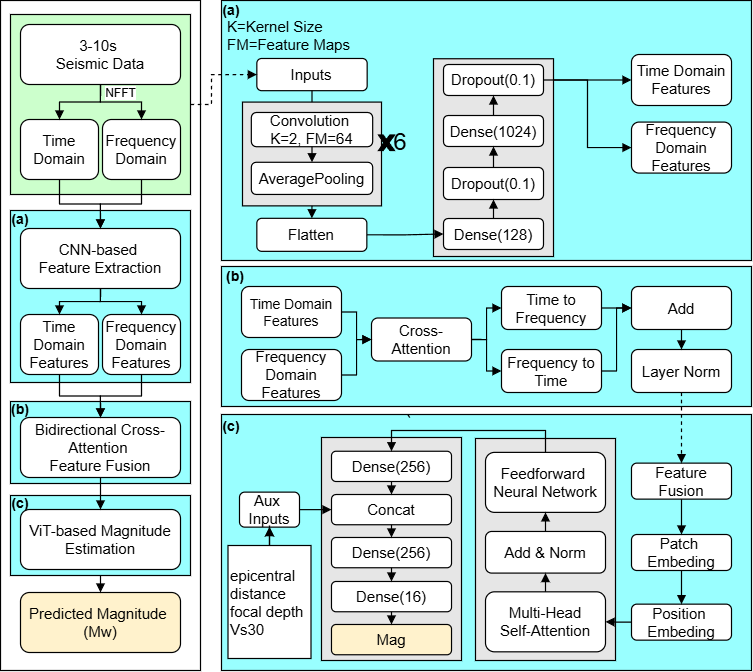 3-10s
Seismic Data
NFFT
Time
Domain
Frequency
Domain
(a)
CNN-based
Feature Extraction
Time
Domain
Features
Frequency
Domain
Features
(b)
Bidirectional Cross-
Attention
Feature Fusion
(c)
ViT-based Magnitude
Estimation
Predicted Magnitude
(Mw)
(a)
K=Kernel Size
FM=Feature Maps
Inputs
Convolution
K=2, FM=64
AveragePooling
x6
Flatten
Dropout(0.1)
Dense(1024)
Dropout(0.1)
Dense(128)
Time Domain
Features
Frequency
Domain
Features
(b)
Time Domain
Features
Frequency
Domain
Features
Cross-
Attention
Time to
Frequency
Frequency to
Time
Add
Layer Norm
(c)
Aux
Inputs
epicentral
distance
focal depth
Vs30
Dense(256)
Concat
Dense(256)
Dense(16)
Mag
Feedforward
Neural Network
Add & Norm
Multi-Head
Self-Attention
Feature
Fusion
Patch
Embeding
Position
Embeding